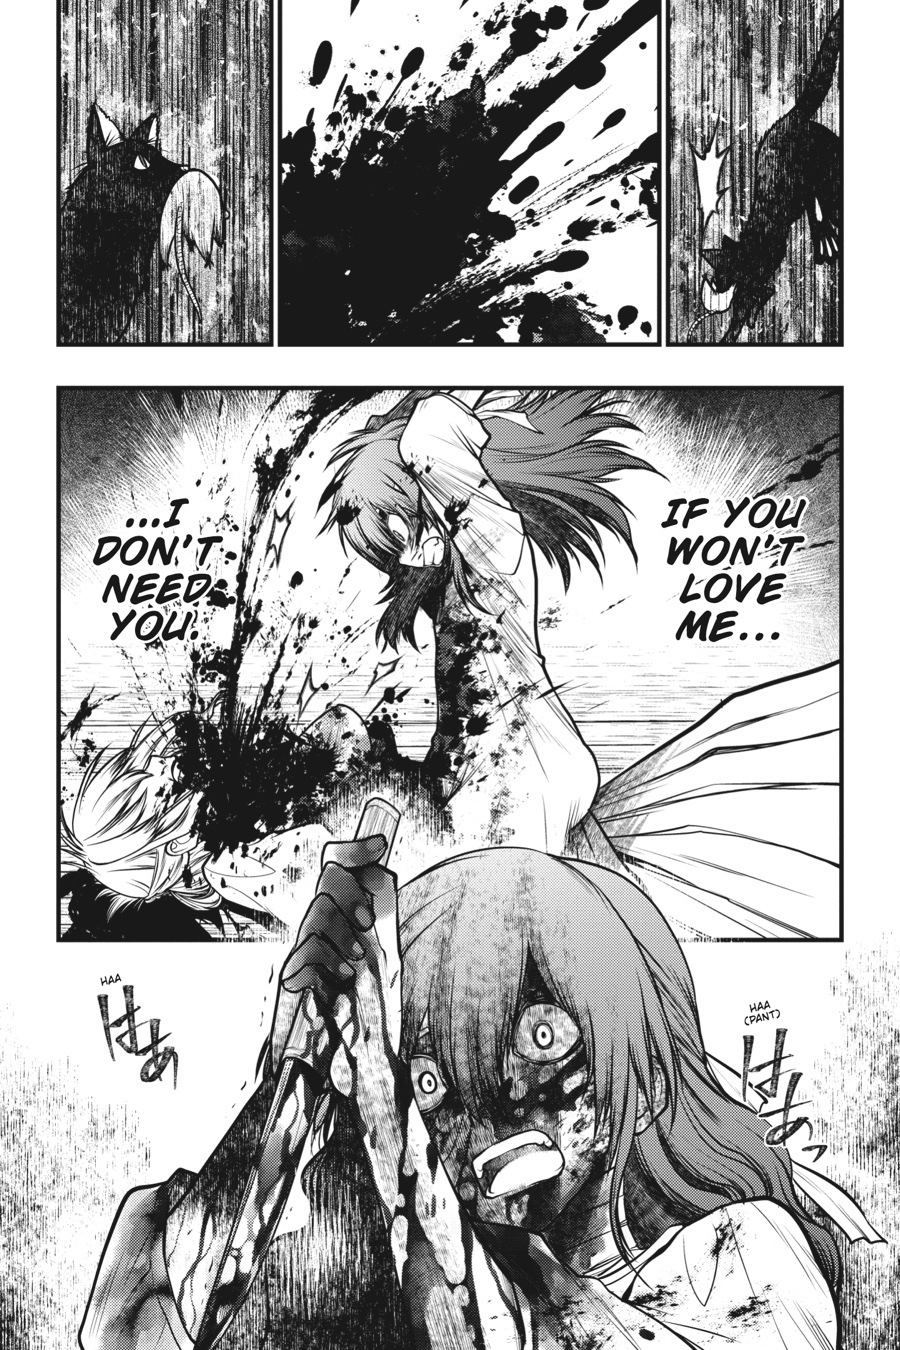 IF YOU
WON'T
LOVE
ME...
...I
DON'T
NEED
YOU.
HAA
(PANT)
はあっ
HAA
はあ